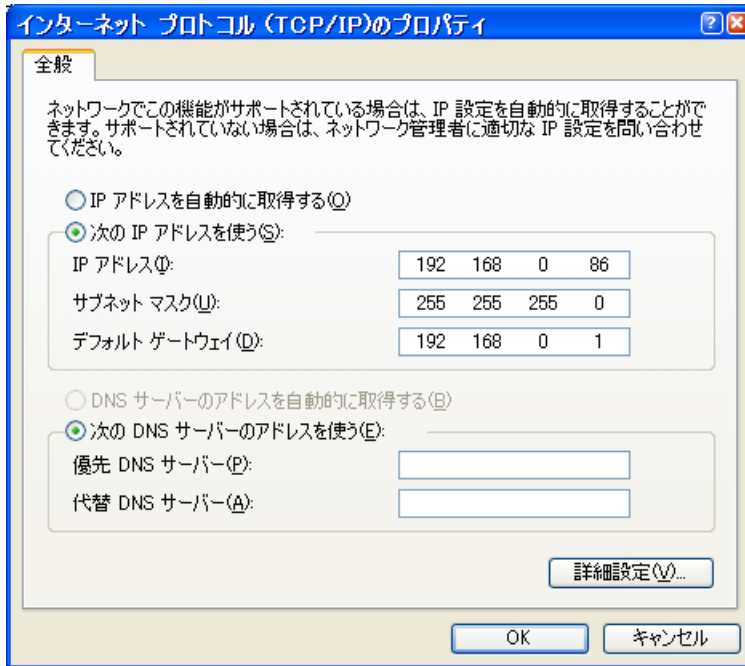 インターネット プロトコル (TCP/IP)のプロパティ
全般
ネットワークでこの機能がサポートされている場合は、IP 設定を自動的に取得することがで
きます。サポートされていない場合は、ネットワーク管理者に適切な IP 設定を問い合わせ
てください。
IP アドレスを自動的に取得する(O)
次の IP アドレスを使う(S):
IP アドレス(I): 192 168 0 86
サブネット マスク(U): 255 255 255 0
デフォルト ゲートウェイ(D): 192 168 0 1
DNS サーバーのアドレスを自動的に取得する(B)
次の DNS サーバーのアドレスを使う(E):
優先 DNS サーバー(P):
代替 DNS サーバー(A):
詳細設定(V)...
OK キャンセル